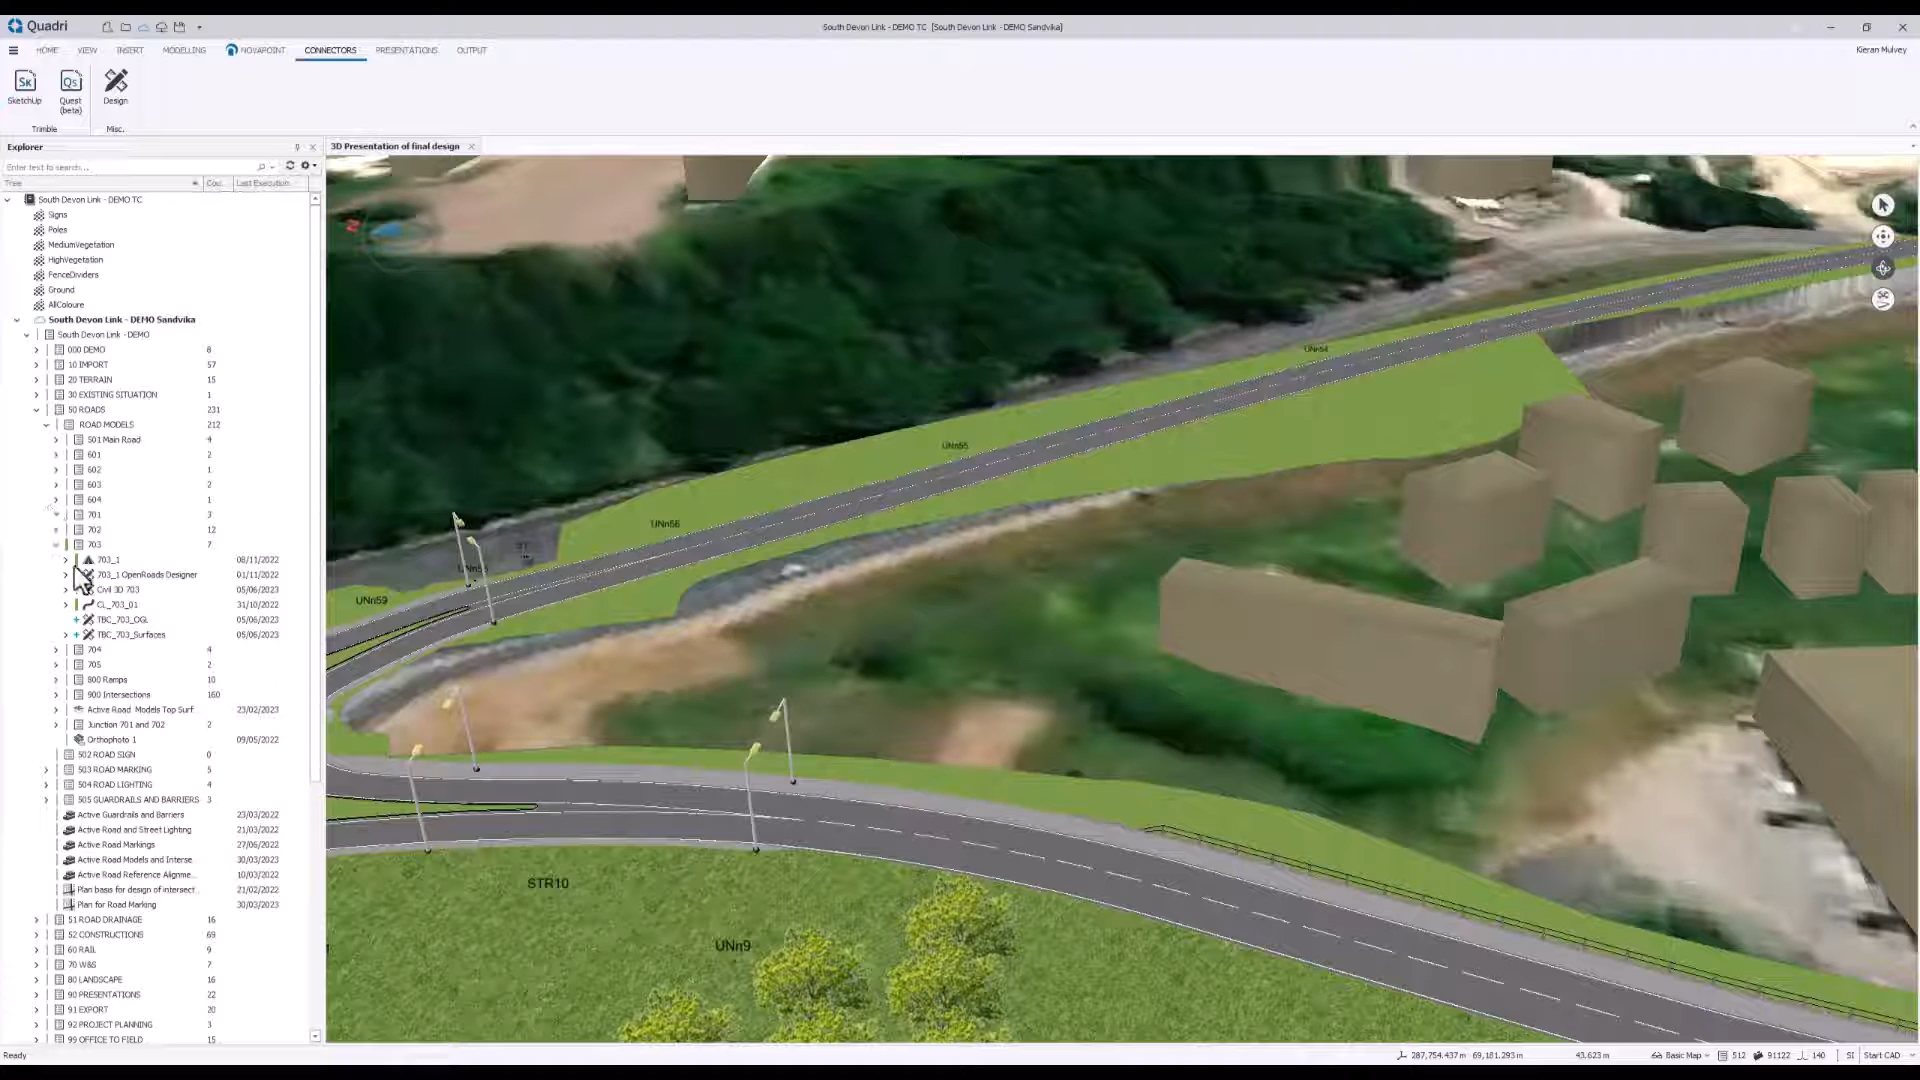 Quadri
South Devon Link - DEMO TC [South Devon Link - DEMO Sandvika]
HOME VIEW INSERT MODELLING NOVAPOINT CONNECTORS PRESENTATIONS OUTPUT
Kieran Mulvey
Sk Qs
SketchUp Quest (beta) Design
Trimble Misc.
Explorer
3D Presentation of final design
Enter text to search...
Tree Cou... Last Execution
South Devon Link - DEMO TC
Signs
Poles
MediumVegetation
HighVegetation
FenceDividers
Ground
AllColoure
South Devon Link - DEMO Sandvika
South Devon Link - DEMO
000 DEMO 8
10 IMPORT 57
20 TERRAIN 15
30 EXISTING SITUATION 1
50 ROADS 231
ROAD MODELS 212
501 Main Road 4
601 2
602 1
603 2
604 1
701 3
702 12
703 7
703_1 08/11/2022
703_1 OpenRoads Designer 01/11/2022
Civil 3D 703 05/06/2023
CL_703_01 31/10/2022
TBC_703_OGL 05/06/2023
TBC_703_Surfaces 05/06/2023
704 4
705 2
800 Ramps 10
900 Intersections 160
Active Road Models Top Surf 23/02/2023
Junction 701 and 702 2
Orthophoto 1 09/05/2022
502 ROAD SIGN 0
503 ROAD MARKING 5
504 ROAD LIGHTING 4
505 GUARDRAILS AND BARRIERS 3
Active Guardrails and Barriers 23/03/2022
Active Road and Street Lighting 21/03/2022
Active Road Markings 27/06/2022
Active Road Models and Interse... 30/03/2023
Active Road Reference Alignme... 10/03/2022
Plan basis for design of intersect... 21/02/2022
Plan for Road Marking 30/03/2023
51 ROAD DRAINAGE 16
52 CONSTRUCTIONS 69
60 RAIL 9
70 W&S 7
80 LANDSCAPE 16
90 PRESENTATIONS 22
91 EXPORT 20
92 PROJECT PLANNING 3
99 OFFICE TO FIELD 15
UNn54
UNn55
UNn56
UNn59
STR10
UNn9
Ready
287,754.437 m 69,181.293 m 43.623 m Basic Map 512 91122 140 SI Start CAD